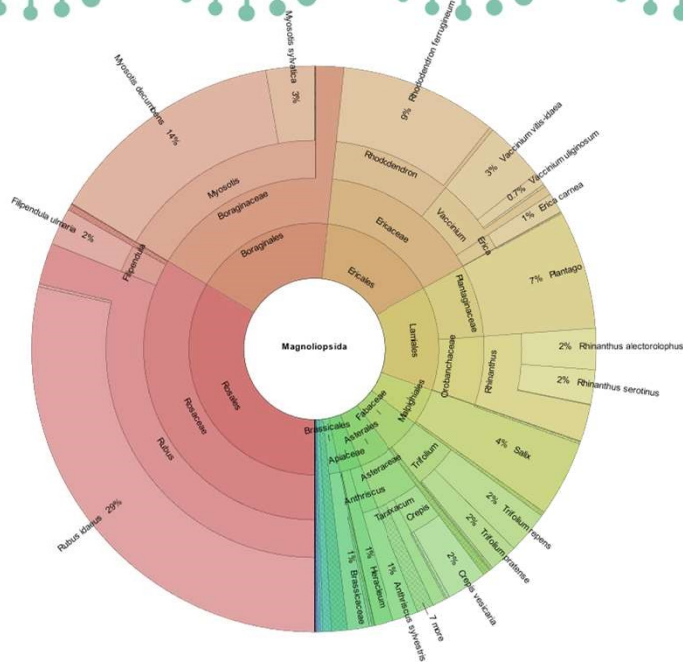 Myosotis sylvatica 3%
Myosotis decumbens 14%
Filipendula ulmaria 2%
Rubus idaeus 29%
9% Rhododendron ferrugineum
3% Vaccinium vitis-idaea
0.7% Vaccinium uliginosum
1% Erica carnea
7% Plantago
2% Rhinanthus alectorolophus
2% Rhinanthus serotinus
4% Salix
2% Trifolium repens
2% Trifolium pratense
2% Crepis vesicaria
7 more
1% Anthriscus sylvestris
1% Heracleum
1% Brassicaceae
Myosotis
Boraginaceae
Boraginales
Filipendula
Rubus
Rosaceae
Rosales
Rhododendron
Vaccinium
Erica
Ericaceae
Ericales
Plantaginaceae
Orobanchaceae
Rhinanthus
Lamiales
Malpighiales
Fabaceae
Trifolium
Asterales
Asteraceae
Crepis
Taraxacum
Apiaceae
Anthriscus
Brassicales
Magnoliopsida